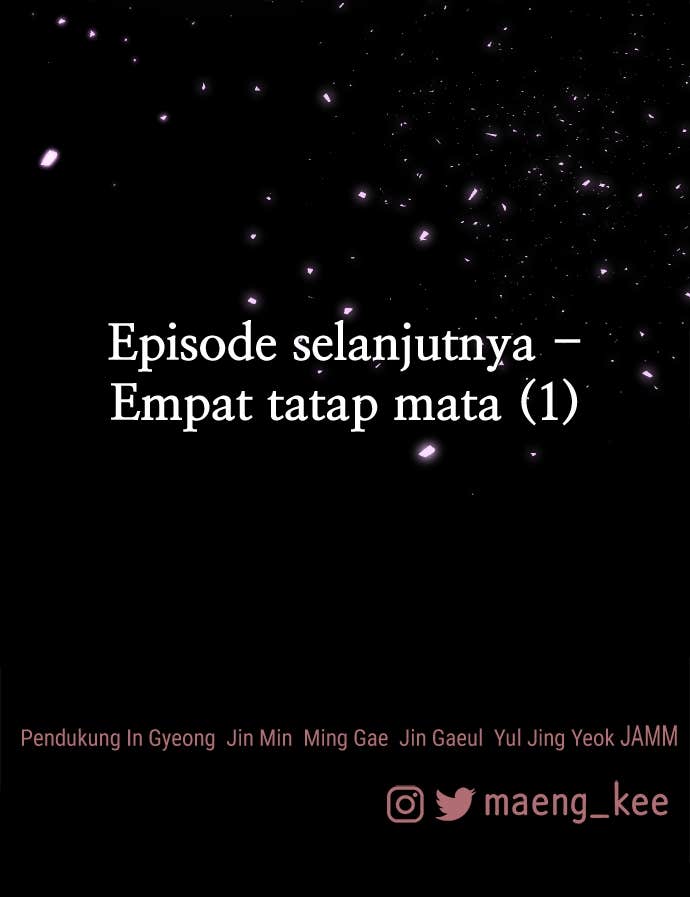 Episode selanjutnya –
Empat tatap mata (1)
Pendukung In Gyeong Jin Min Ming Gae Jin Gaeul Yul Jing Yeok JAMM
maeng_kee